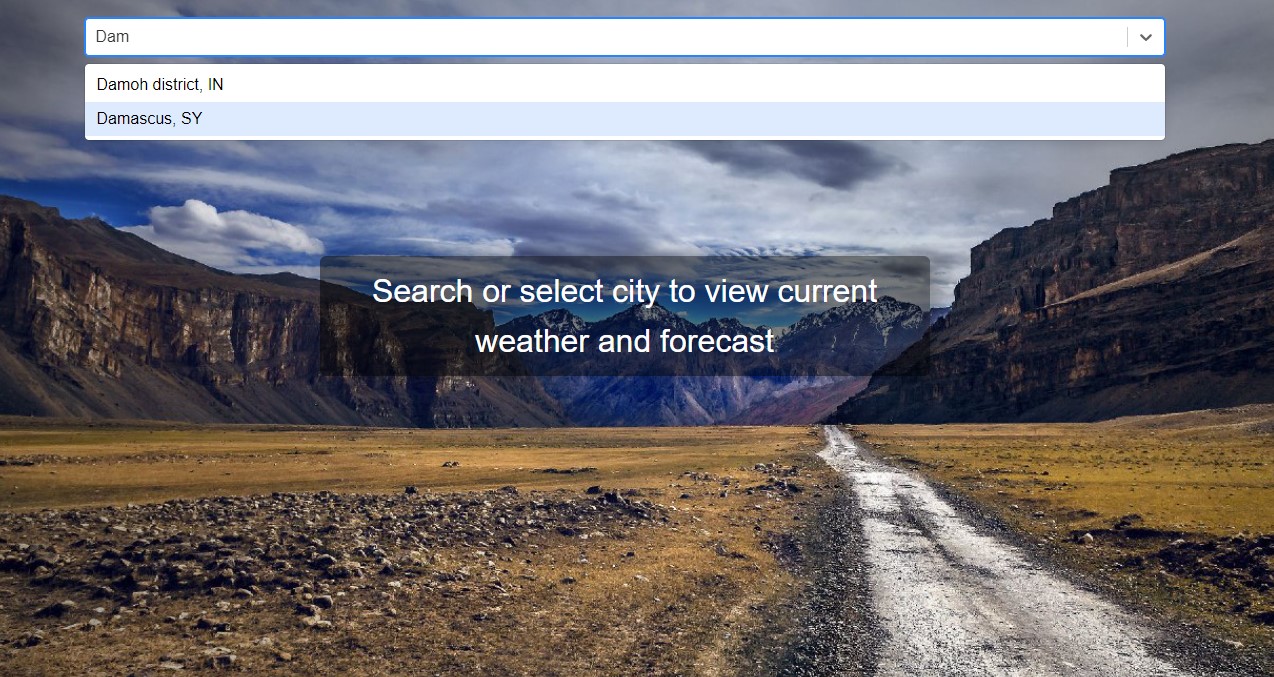 Dam
Damoh district, IN
Damascus, SY
Search or select city to view current
weather and forecast